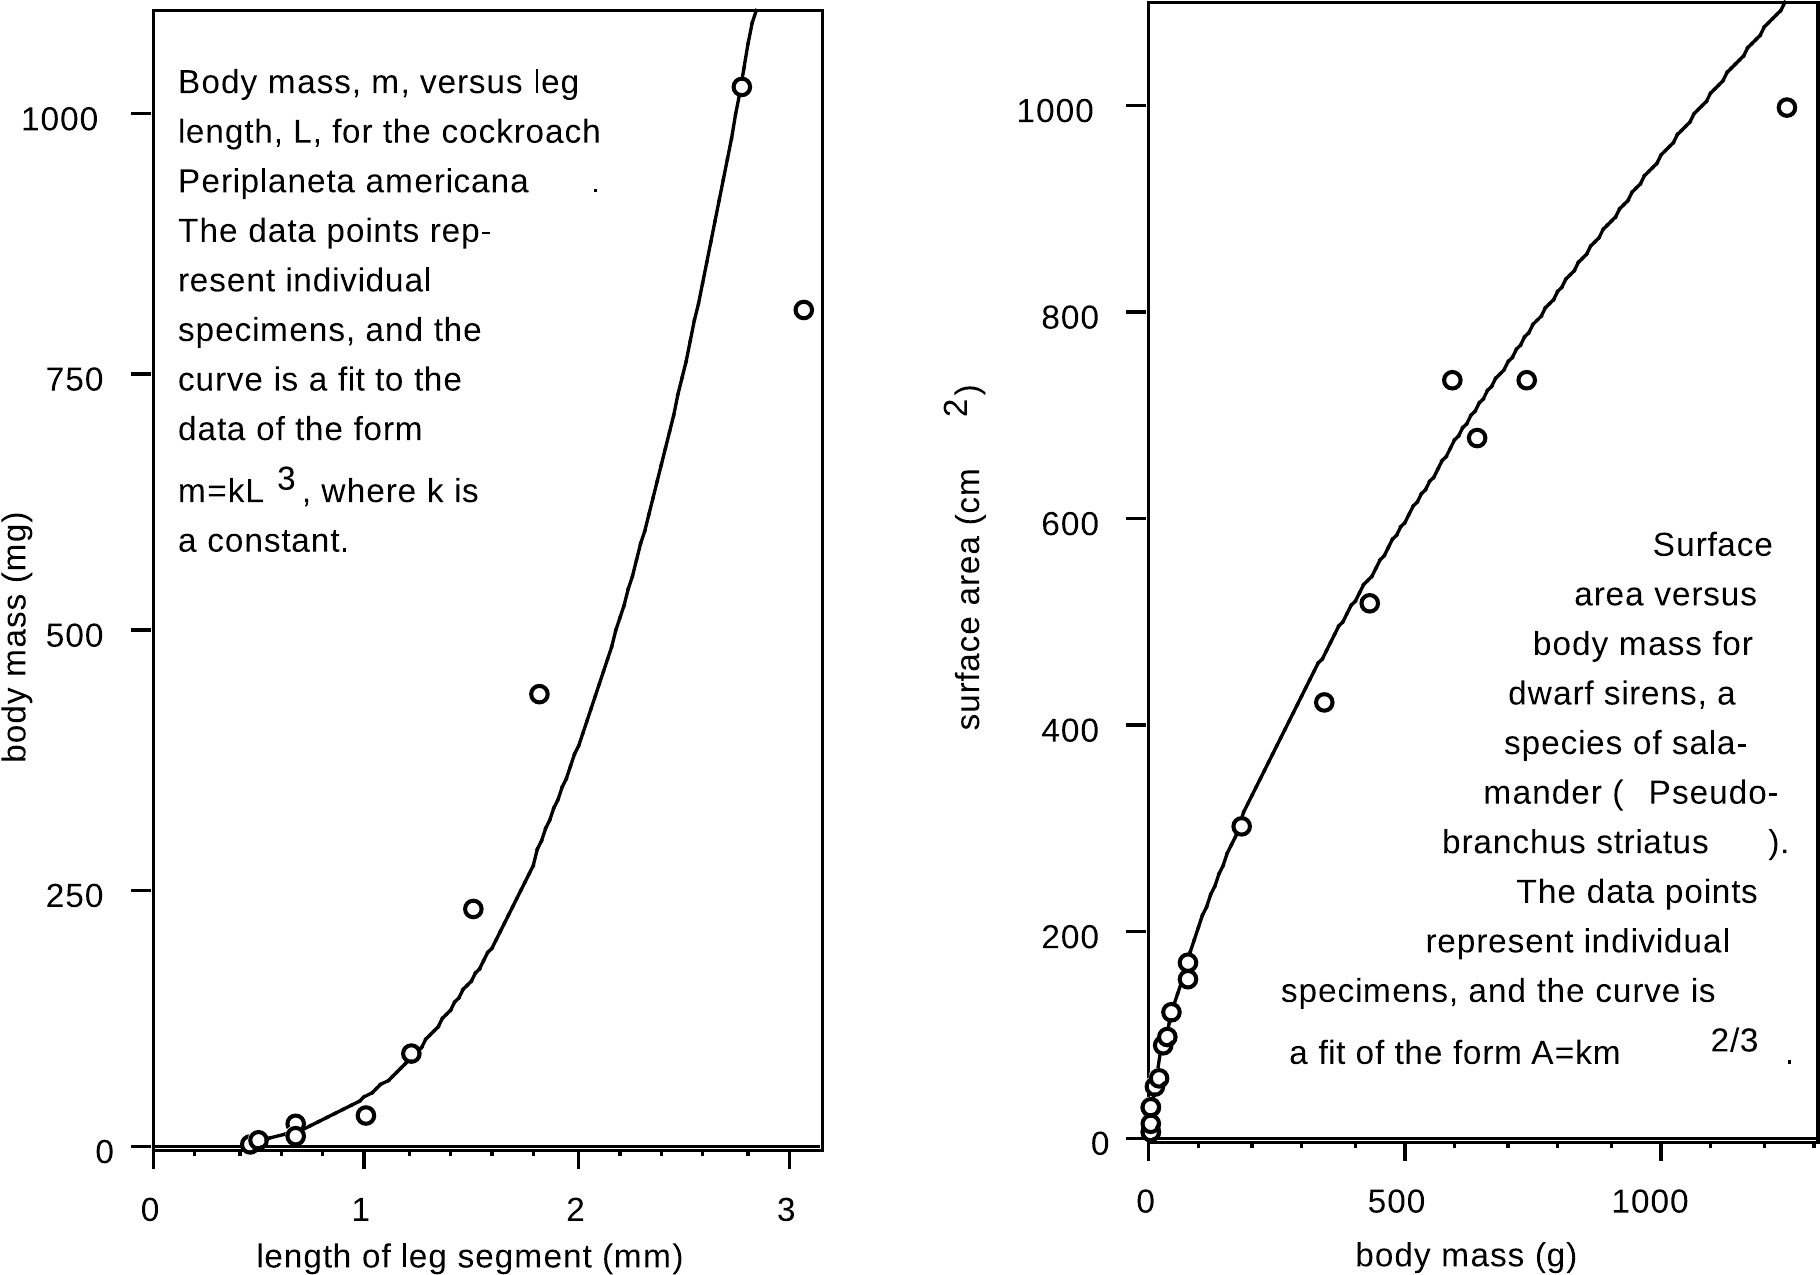 Body mass, m, versus leg
length, L, for the cockroach
Periplaneta americana .
The data points rep-
resent individual
specimens, and the
curve is a fit to the
data of the form
m=kL 3 , where k is
a constant.
body mass (mg)
1000
750
500
250
0
0 1 2 3
length of leg segment (mm)
surface area (cm 2 )
1000
800
600
400
200
0
Surface
area versus
body mass for
dwarf sirens, a
species of sala-
mander ( Pseudo-
branchus striatus ).
The data points
represent individual
specimens, and the curve is
a fit of the form A=km 2/3 .
0 500 1000
body mass (g)